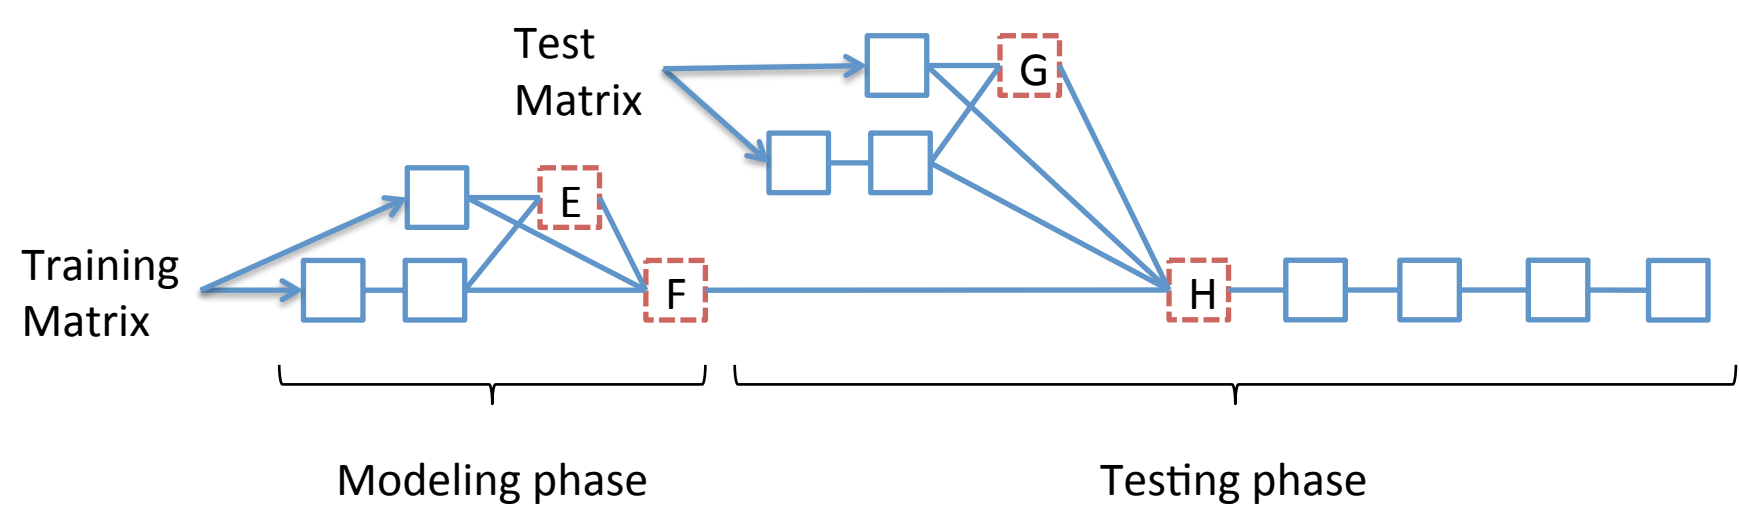 Test
Matrix
G
E
Training
Matrix
F
H
Modeling phase
Testing phase